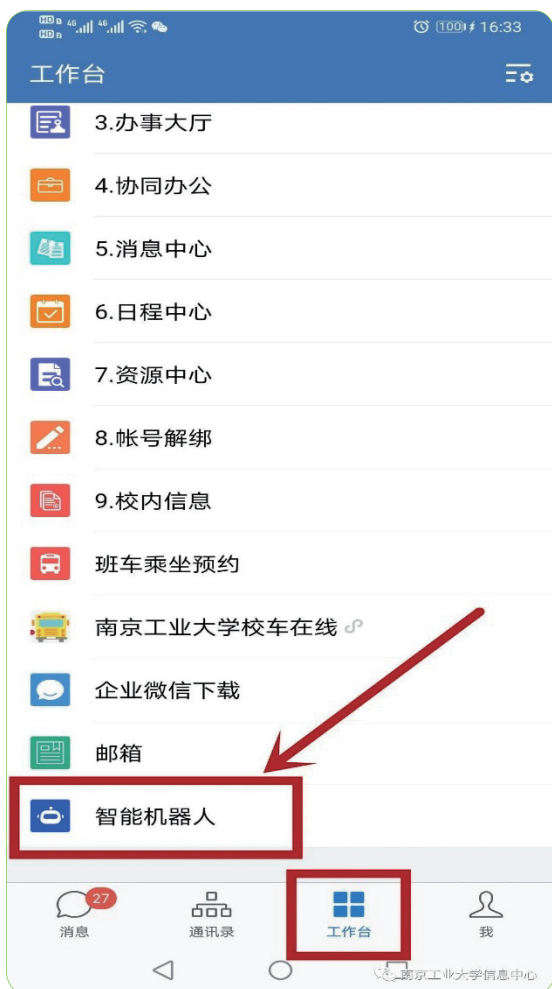 HD B 46 46 100 16:33
HD B
工作台
3.办事大厅
4.协同办公
5.消息中心
6.日程中心
7.资源中心
8.帐号解绑
9.校内信息
班车乘坐预约
南京工业大学校车在线
企业微信下载
邮箱
智能机器人
27
消息 通讯录 工作台 我
南京工业大学信息中心